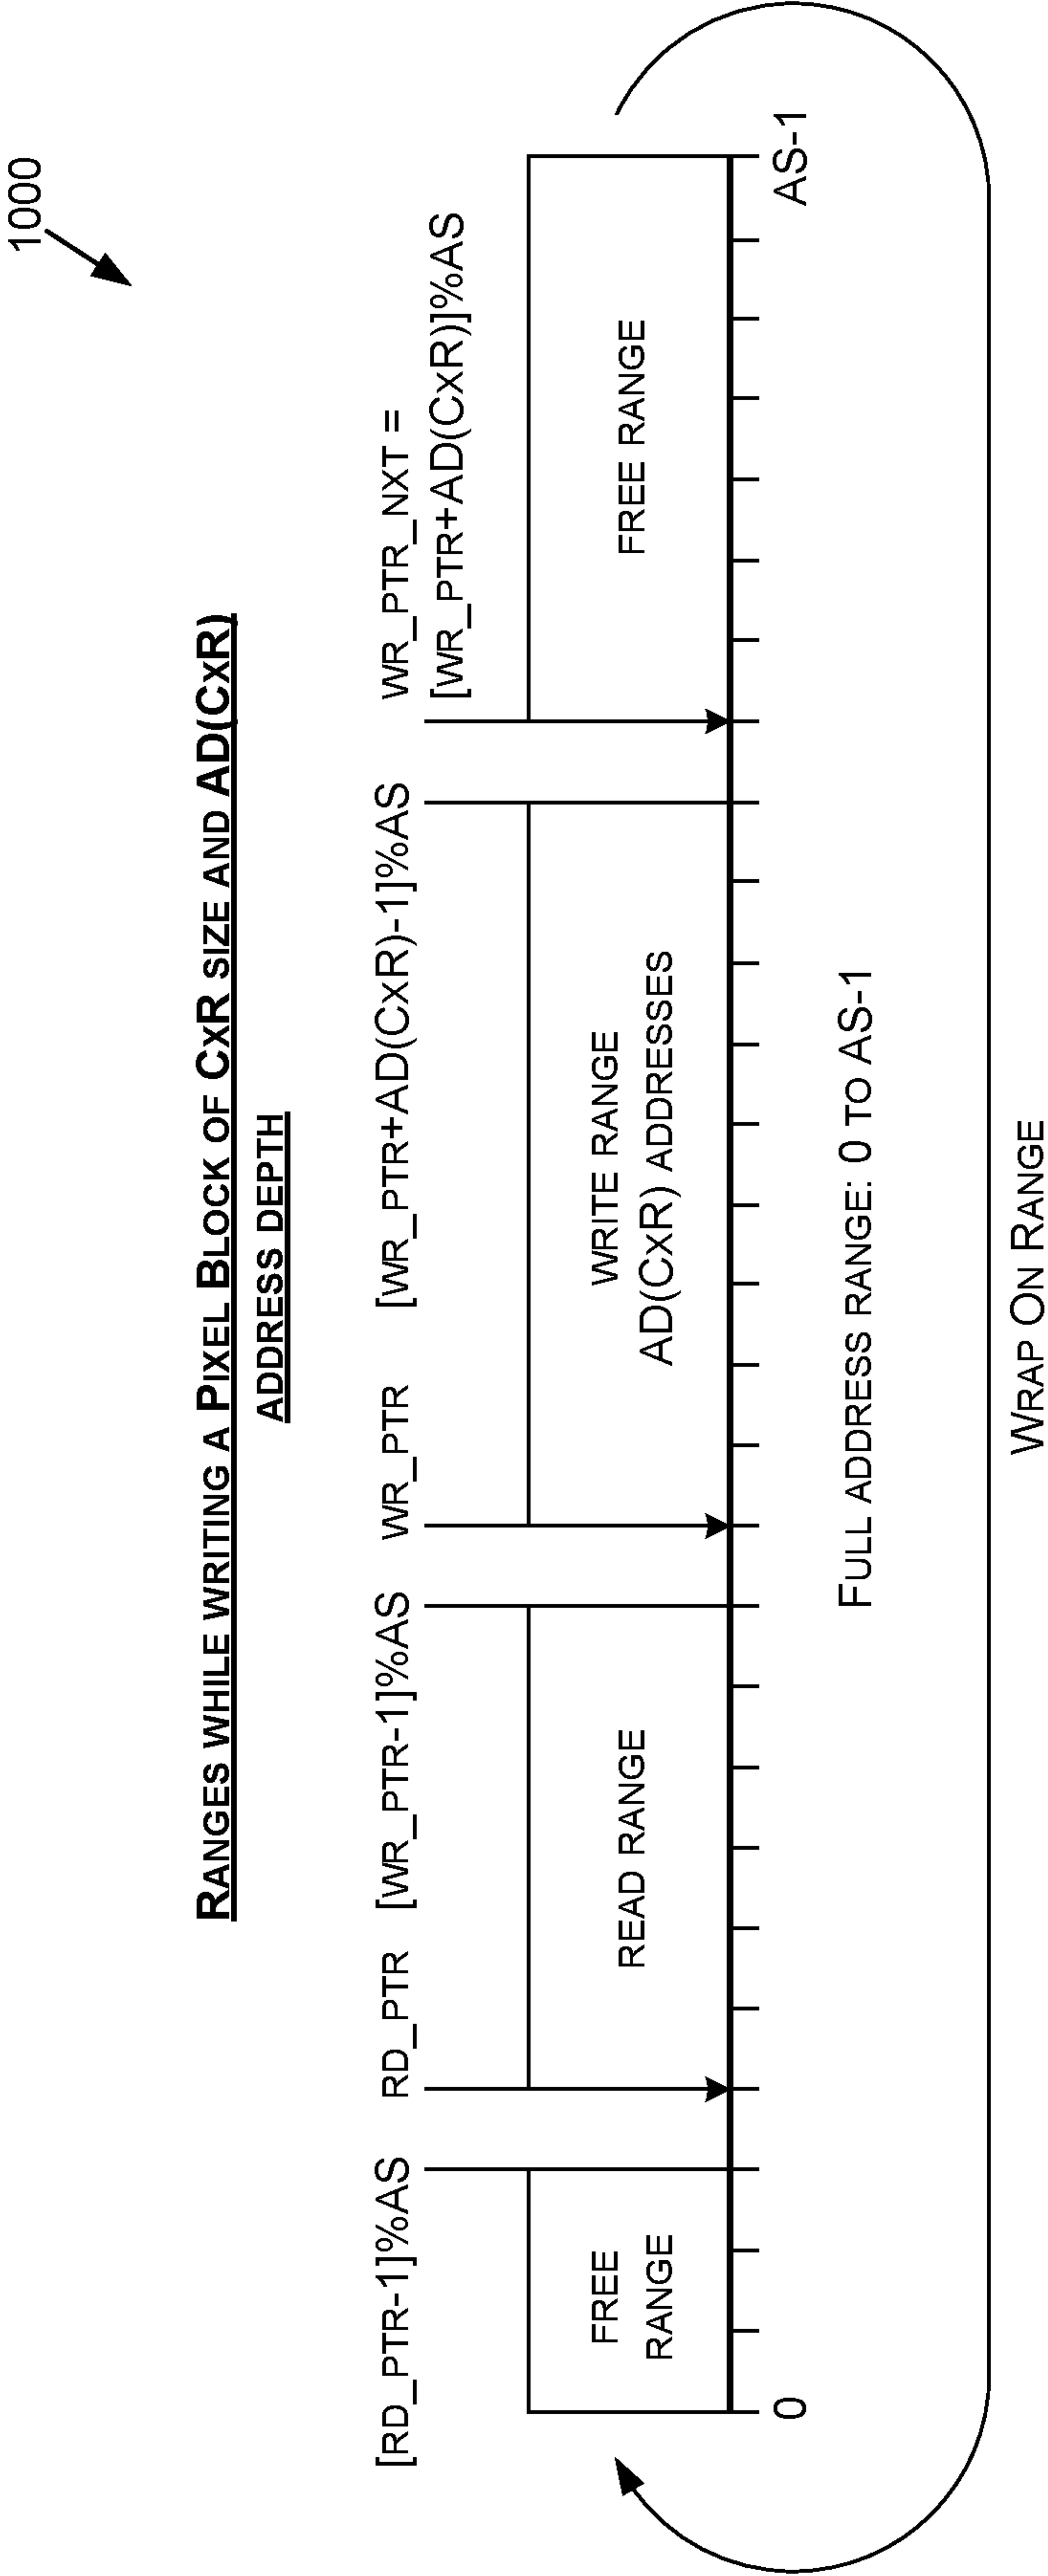 1000
RANGES WHILE WRITING A PIXEL BLOCK OF CXR SIZE AND AD(CXR)
ADDRESS DEPTH
[RD_PTR-1]%AS
RD_PTR
[WR_PTR-1]%AS
WR_PTR
[WR_PTR+AD(CXR)-1]%AS
WR_PTR_NXT =
[WR_PTR+AD(CXR)]%AS
FREE
RANGE
READ RANGE
WRITE RANGE
AD(CXR) ADDRESSES
FREE RANGE
0
AS-1
FULL ADDRESS RANGE: 0 TO AS-1
WRAP ON RANGE